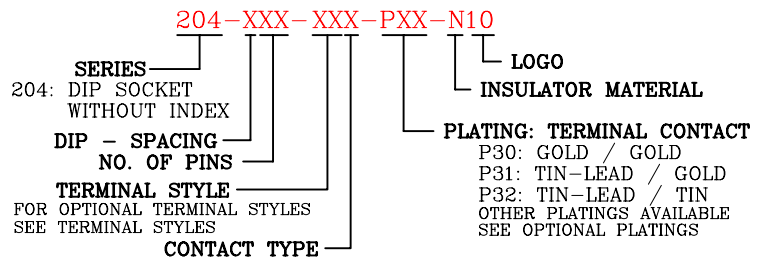 204-XXX-XXX-PXX-N10
SERIES
204: DIP SOCKET
WITHOUT INDEX
DIP - SPACING
NO. OF PINS
TERMINAL STYLE
FOR OPTIONAL TERMINAL STYLES
SEE TERMINAL STYLES
CONTACT TYPE
LOGO
INSULATOR MATERIAL
PLATING: TERMINAL CONTACT
P30: GOLD / GOLD
P31: TIN-LEAD / GOLD
P32: TIN-LEAD / TIN
OTHER PLATINGS AVAILABLE
SEE OPTIONAL PLATINGS